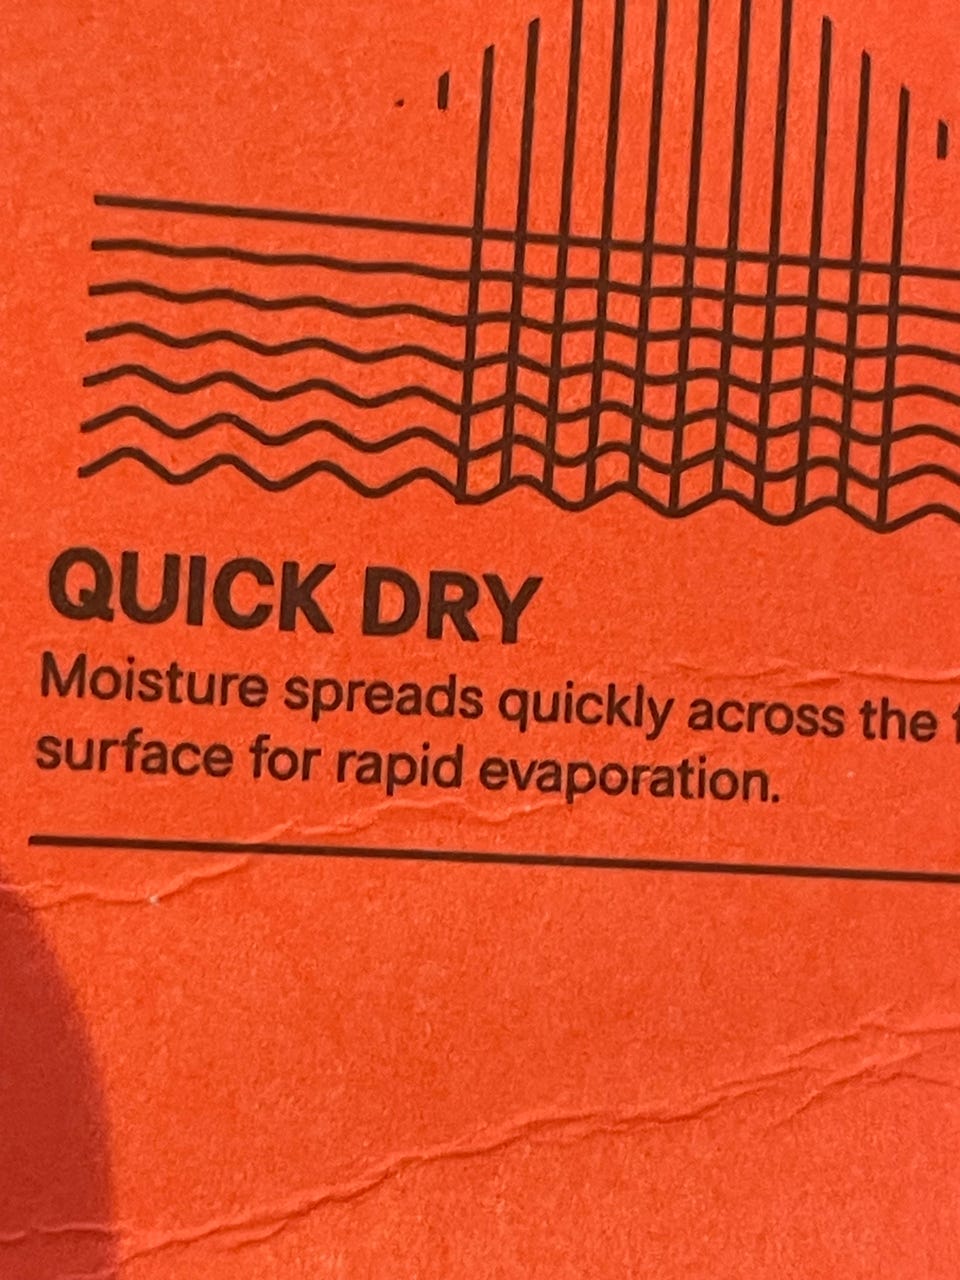 QUICK DRY
Moisture spreads quickly across the
surface for rapid evaporation.